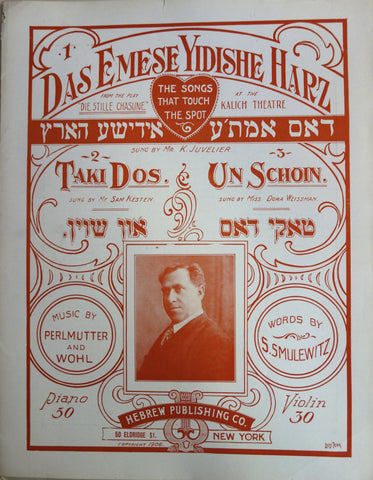 1
DAS EMESE YIDISHE HARZ
FROM THE PLAY
"DIE STILLE CHASUNE"
THE SONGS
THAT TOUCH
THE SPOT
AT THE
KALICH THEATRE
דאס אמת'ע אידישע הארץ
SUNG BY MR. K. JUVELIER
-2-
TAKI DOS.
SUNG BY MR. SAM KESTEN
טאקי דאס
-3-
UN SCHOIN.
SUNG BY MISS DORA WEISSMAN.
און שוין.
MUSIC BY
PERLMUTTER
AND
WOHL
WORDS BY
S. SMULEWITZ
Piano
50
Violin
30
HEBREW PUBLISHING CO.
50 ELDRIDGE ST. NEW YORK
COPYRIGHT 1906.